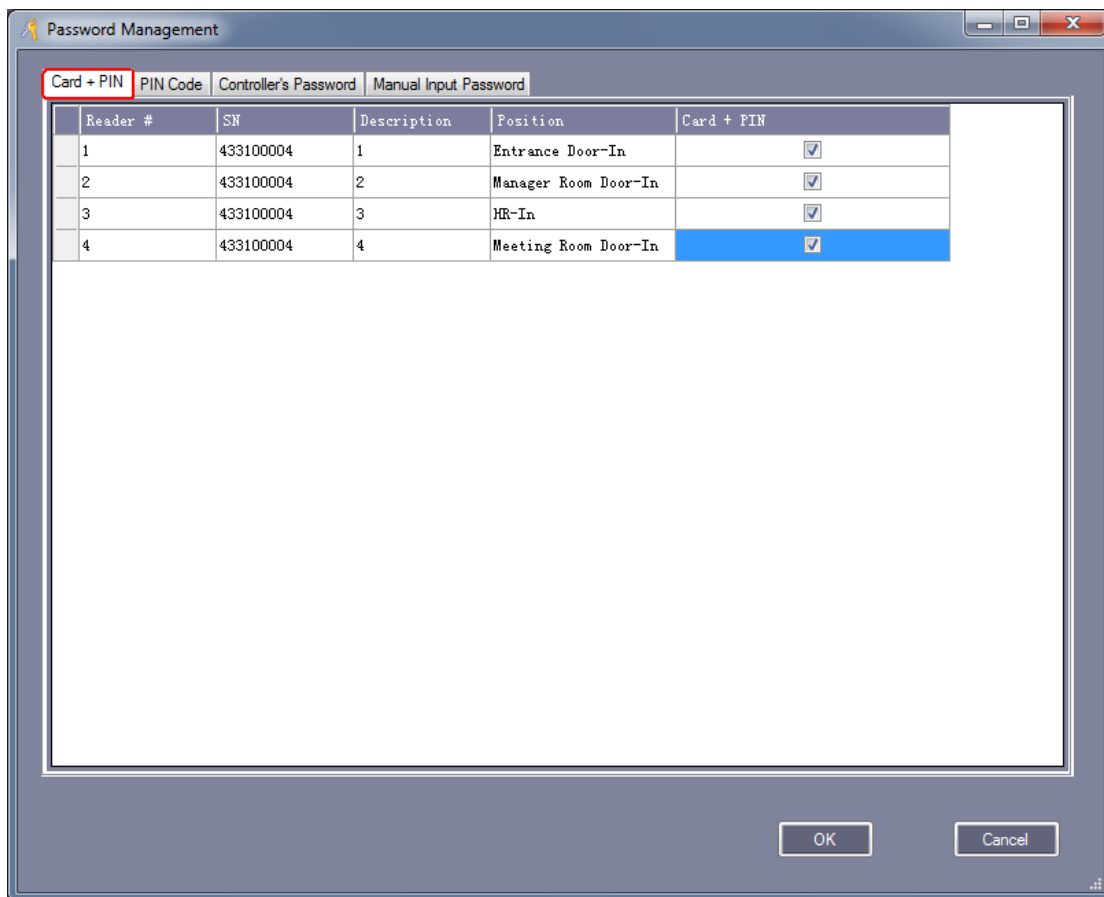 Password Management
Card + PIN PIN Code Controller's Password Manual Input Password
Reader # SN Description Position Card + PIN
1 433100004 1 Entrance Door-In
2 433100004 2 Manager Room Door-In
3 433100004 3 HR-In
4 433100004 4 Meeting Room Door-In
OK Cancel